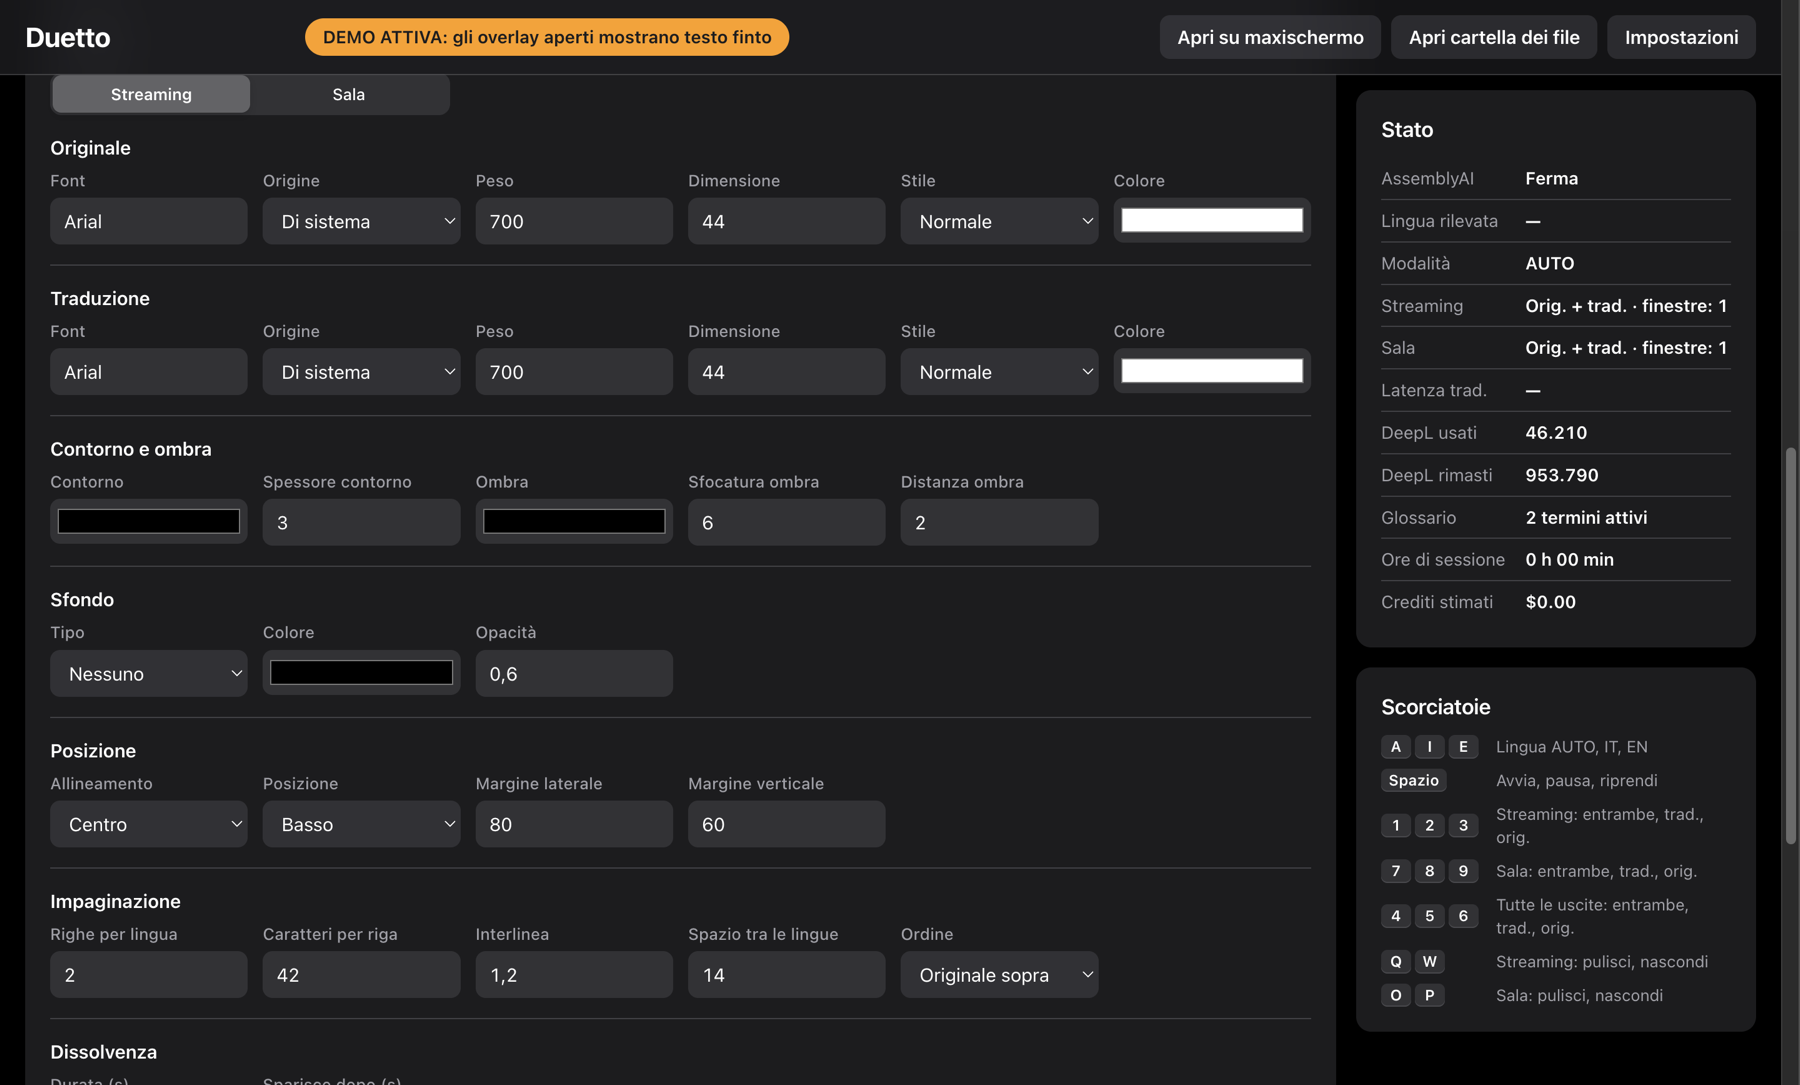 Duetto
DEMO ATTIVA: gli overlay aperti mostrano testo finto
Apri su maxischermo
Apri cartella dei file
Impostazioni
Streaming
Sala
Originale
Font
Origine
Peso
Dimensione
Stile
Colore
Arial
Di sistema
700
44
Normale
Traduzione
Font
Origine
Peso
Dimensione
Stile
Colore
Arial
Di sistema
700
44
Normale
Contorno e ombra
Contorno
Spessore contorno
Ombra
Sfocatura ombra
Distanza ombra
3
6
2
Sfondo
Tipo
Colore
Opacità
Nessuno
0,6
Posizione
Allineamento
Posizione
Margine laterale
Margine verticale
Centro
Basso
80
60
Impaginazione
Righe per lingua
Caratteri per riga
Interlinea
Spazio tra le lingue
Ordine
2
42
1,2
14
Originale sopra
Dissolvenza
Durata (s)
Sparisce dopo (s)
Stato
AssemblyAI Ferma
Lingua rilevata —
Modalità AUTO
Streaming Orig. + trad. · finestre: 1
Sala Orig. + trad. · finestre: 1
Latenza trad. —
DeepL usati 46.210
DeepL rimasti 953.790
Glossario 2 termini attivi
Ore di sessione 0 h 00 min
Crediti stimati $0.00
Scorciatoie
A I E Lingua AUTO, IT, EN
Spazio Avvia, pausa, riprendi
1 2 3 Streaming: entrambe, trad.,
orig.
7 8 9 Sala: entrambe, trad., orig.
4 5 6 Tutte le uscite: entrambe,
trad., orig.
Q W Streaming: pulisci, nascondi
O P Sala: pulisci, nascondi